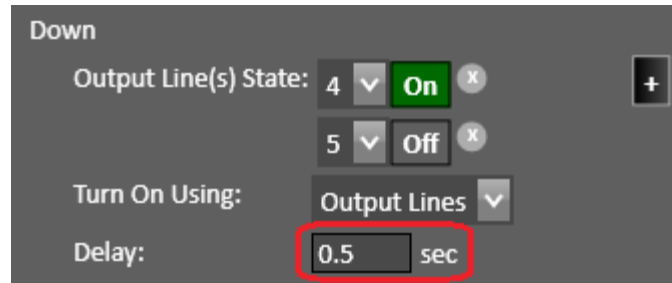 Down
Output Line(s) State: 4 On x +
5 Off x
Turn On Using: Output Lines
Delay: 0.5 sec